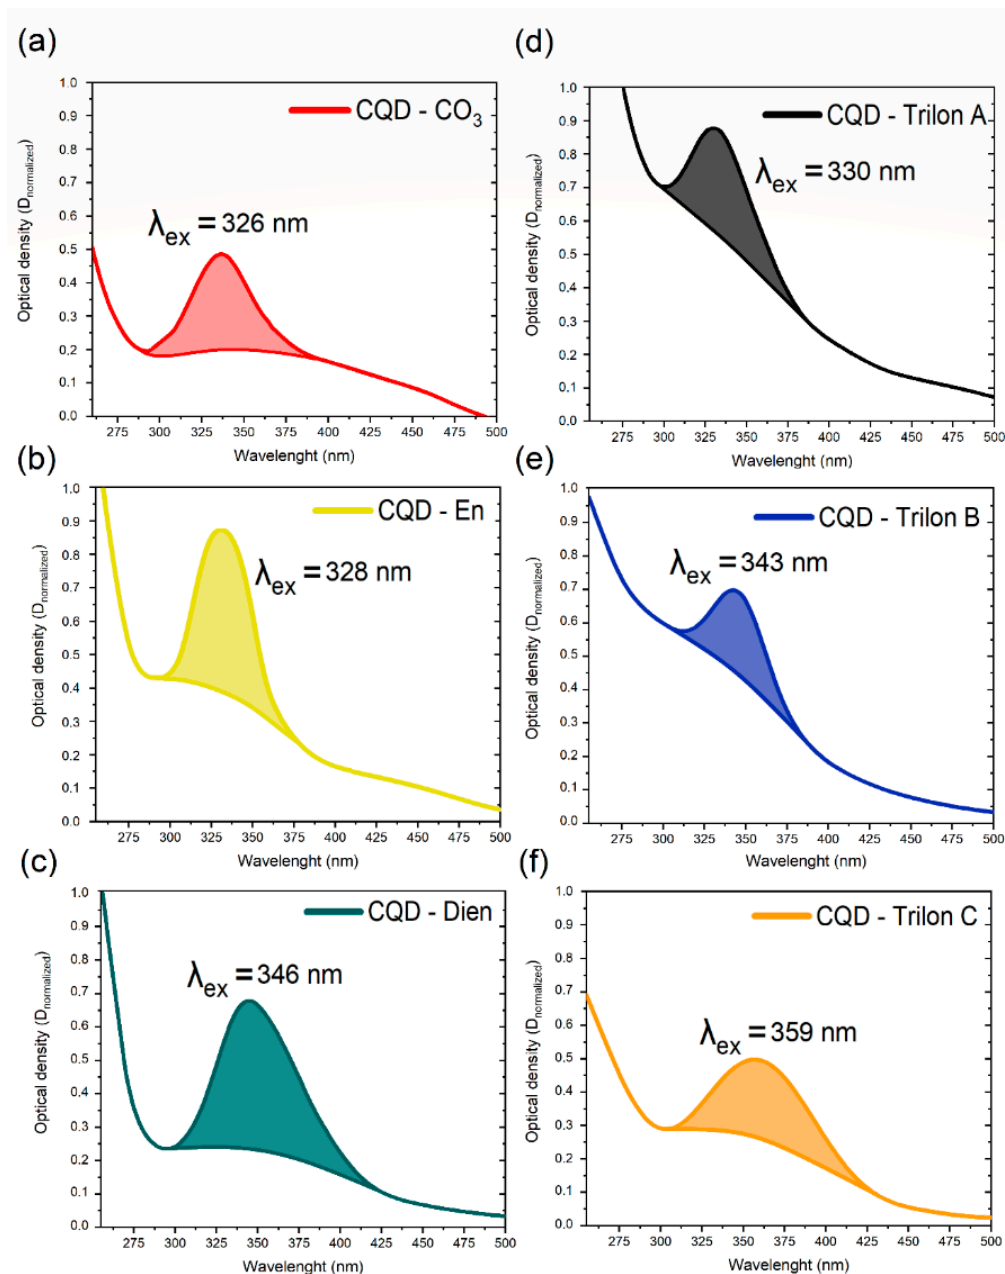 (a)
CQD - CO3
λex = 326 nm
Optical density (Dnormalized)
1.0
0.9
0.8
0.7
0.6
0.5
0.4
0.3
0.2
0.1
0.0
275 300 325 350 375 400 425 450 475 500
Wavelenght (nm)
(b)
CQD - En
λex = 328 nm
Optical density (Dnormalized)
1.0
0.9
0.8
0.7
0.6
0.5
0.4
0.3
0.2
0.1
0.0
275 300 325 350 375 400 425 450 475 500
Wavelenght (nm)
(c)
CQD - Dien
λex = 346 nm
Optical density (Dnormalized)
1.0
0.9
0.8
0.7
0.6
0.5
0.4
0.3
0.2
0.1
0.0
275 300 325 350 375 400 425 450 475 500
Wavelenght (nm)
(d)
CQD - Trilon A
λex = 330 nm
Optical density (Dnormalized)
1.0
0.9
0.8
0.7
0.6
0.5
0.4
0.3
0.2
0.1
0.0
275 300 325 350 375 400 425 450 475 500
Wavelenght (nm)
(e)
CQD - Trilon B
λex = 343 nm
Optical density (Dnormalized)
1.0
0.9
0.8
0.7
0.6
0.5
0.4
0.3
0.2
0.1
0.0
275 300 325 350 375 400 425 450 475 500
Wavelenght (nm)
(f)
CQD - Trilon C
λex = 359 nm
Optical density (Dnormalized)
1.0
0.9
0.8
0.7
0.6
0.5
0.4
0.3
0.2
0.1
0.0
275 300 325 350 375 400 425 450 475 500
Wavelenght (nm)